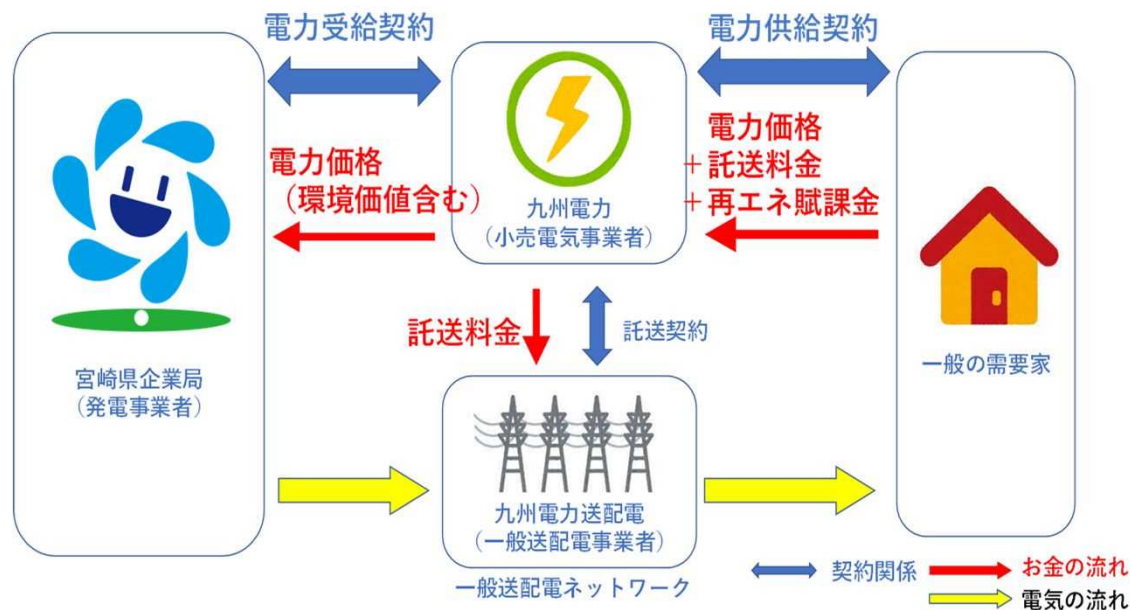 電力受給契約
電力供給契約
電力価格
(環境価値含む)
九州電力
(小売電気事業者)
電力価格
+託送料金
+再エネ賦課金
宮崎県企業局
(発電事業者)
託送料金
託送契約
一般の需要家
九州電力送配電
(一般送配電事業者)
一般送配電ネットワーク
契約関係
お金の流れ
電気の流れ